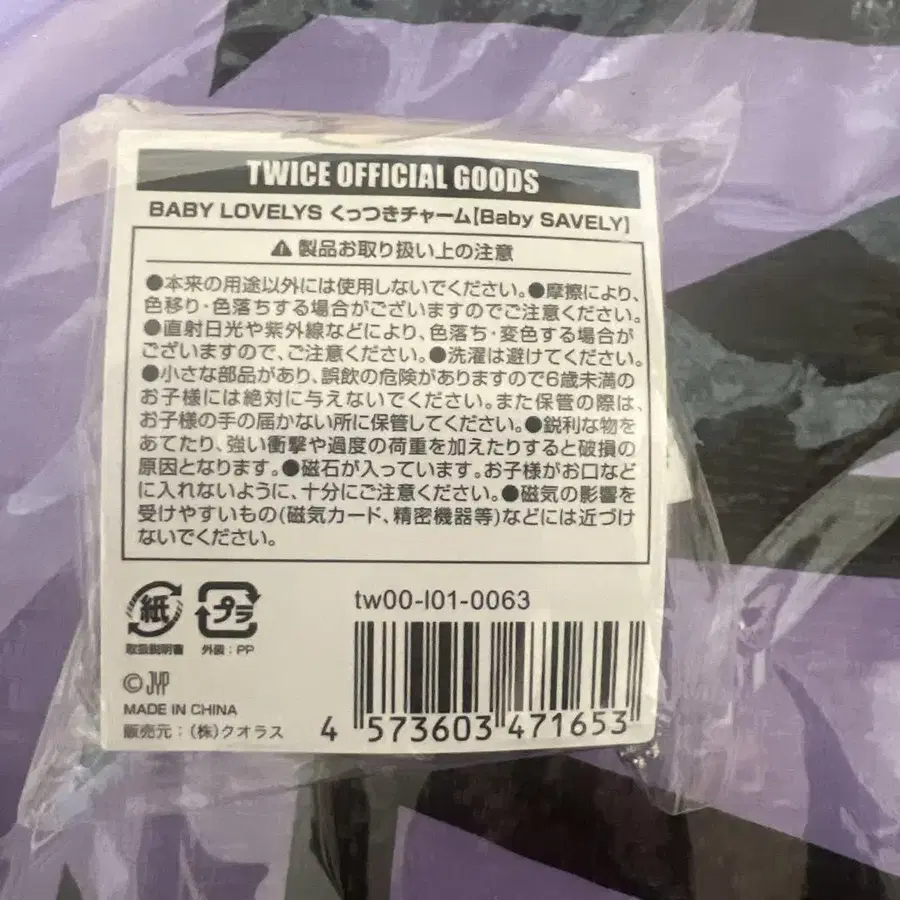 TWICE OFFICIAL GOODS
BABY LOVELYS くっつきチャーム【Baby SAVELY】
⚠ 製品お取り扱い上の注意
●本来の用途以外には使用しないでください。●摩擦により、
色移り・色落ちする場合がございますのでご注意ください。
●直射日光や紫外線などにより、色落ち・変色する場合が
ございますので、ご注意ください。●洗濯は避けてください。
●小さな部品があり、誤飲の危険がありますので6歳未満の
お子様には絶対に与えないでください。また保管の際は、
お子様の手の届かない所に保管してください。●鋭利な物を
あてたり、強い衝撃や過度の荷重を加えたりすると破損の
原因となります。●磁石が入っています。お子様がお口など
に入れないように、十分にご注意ください。●磁気の影響を
受けやすいもの(磁気カード、精密機器等)などには近づけ
ないでください。
紙 プラ
取扱説明書 外装：PP
tw00-l01-0063
©JYP
MADE IN CHINA
販売元：(株)クオラス
4 573603 471653